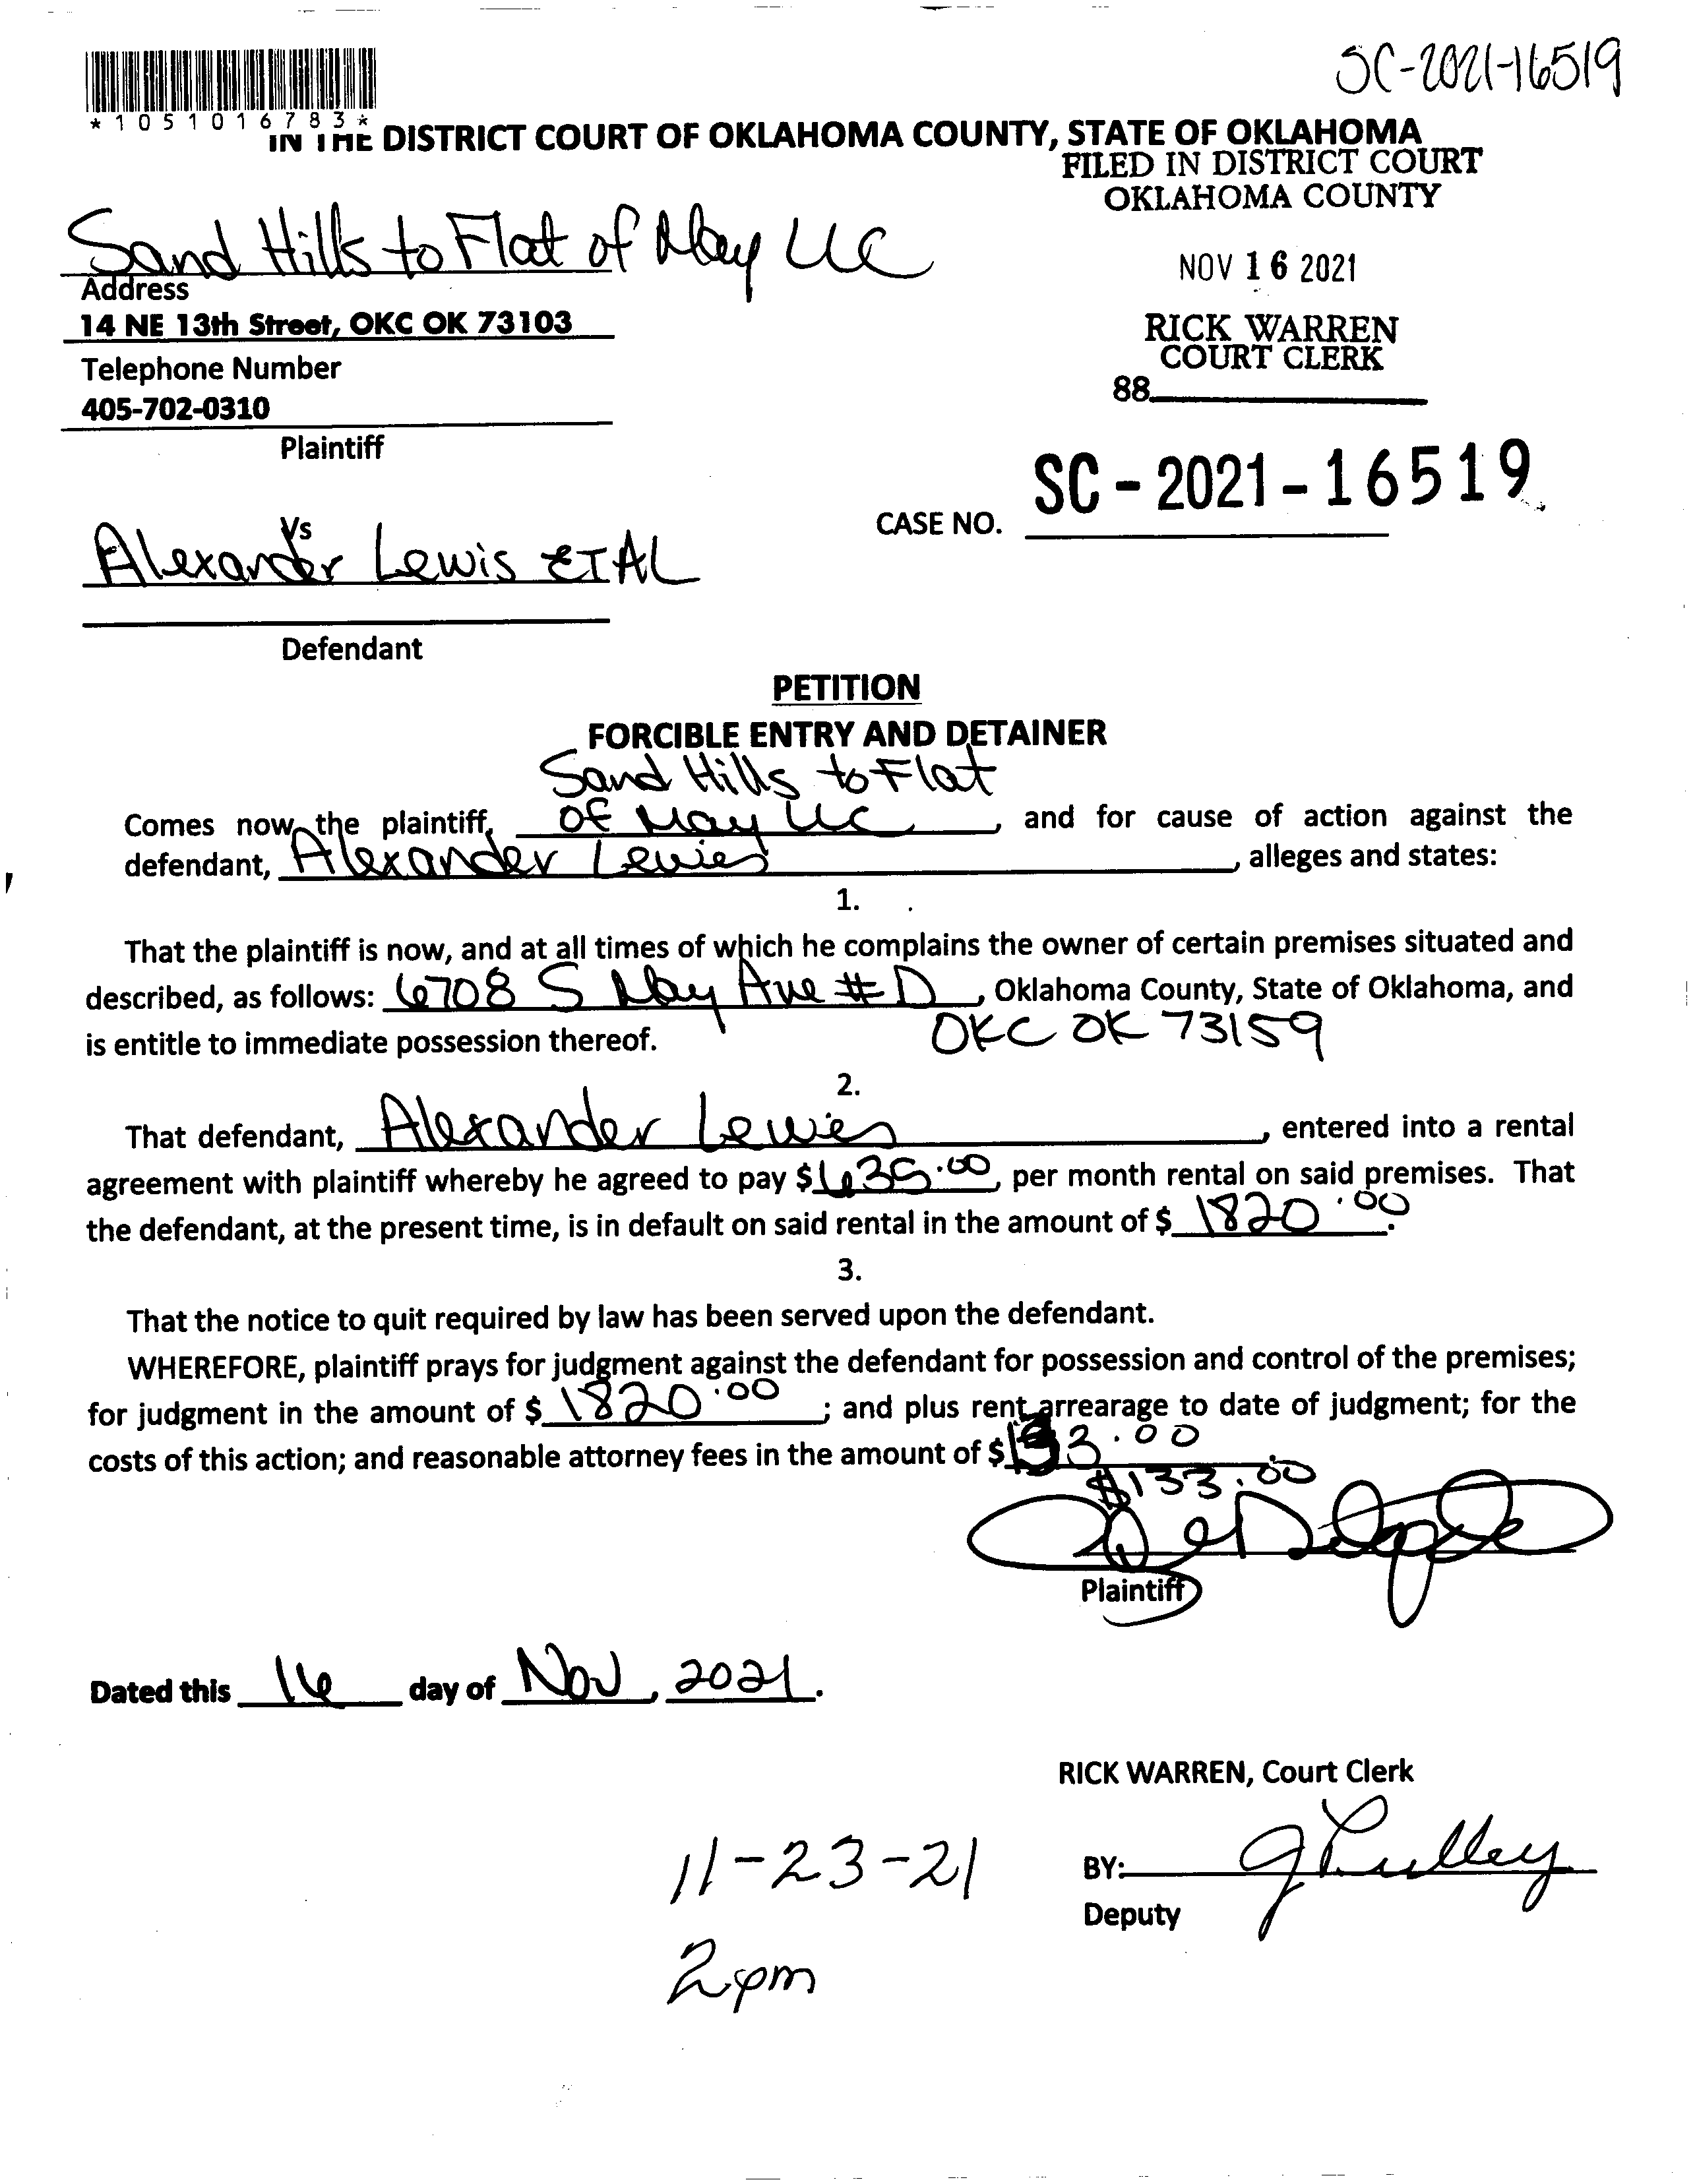 SC-2021-16519
*1051016783*
IN THE DISTRICT COURT OF OKLAHOMA COUNTY, STATE OF OKLAHOMA
FILED IN DISTRICT COURT
OKLAHOMA COUNTY
Sand Hills to Flat of May LLC
NOV 16 2021
Address
14 NE 13th Street, OKC OK 73103
RICK WARREN
COURT CLERK
Telephone Number
88
405-702-0310
Plaintiff
SC-2021-16519
CASE NO.
Vs
Alexander Lewis ETAL
Defendant
PETITION
FORCIBLE ENTRY AND DETAINER
Sand Hills to Flat
Comes now, the plaintiff, of May LLC, and for cause of action against the
defendant, Alexander Lewis, alleges and states:
1.
That the plaintiff is now, and at all times of which he complains the owner of certain premises situated and
described, as follows: 6708 S May Ave # D, Oklahoma County, State of Oklahoma, and
is entitle to immediate possession thereof. OKC OK 73159
2.
That defendant, Alexander Lewis, entered into a rental
agreement with plaintiff whereby he agreed to pay $635.00, per month rental on said premises. That
the defendant, at the present time, is in default on said rental in the amount of $1820.00.
3.
That the notice to quit required by law has been served upon the defendant.
WHEREFORE, plaintiff prays for judgment against the defendant for possession and control of the premises;
for judgment in the amount of $1820.00; and plus rent arrearage to date of judgment; for the
costs of this action; and reasonable attorney fees in the amount of $133.00
$133.00
Plaintiff
Dated this 16 day of Nov, 2021.
RICK WARREN, Court Clerk
11-23-21
BY:
Deputy
2pm